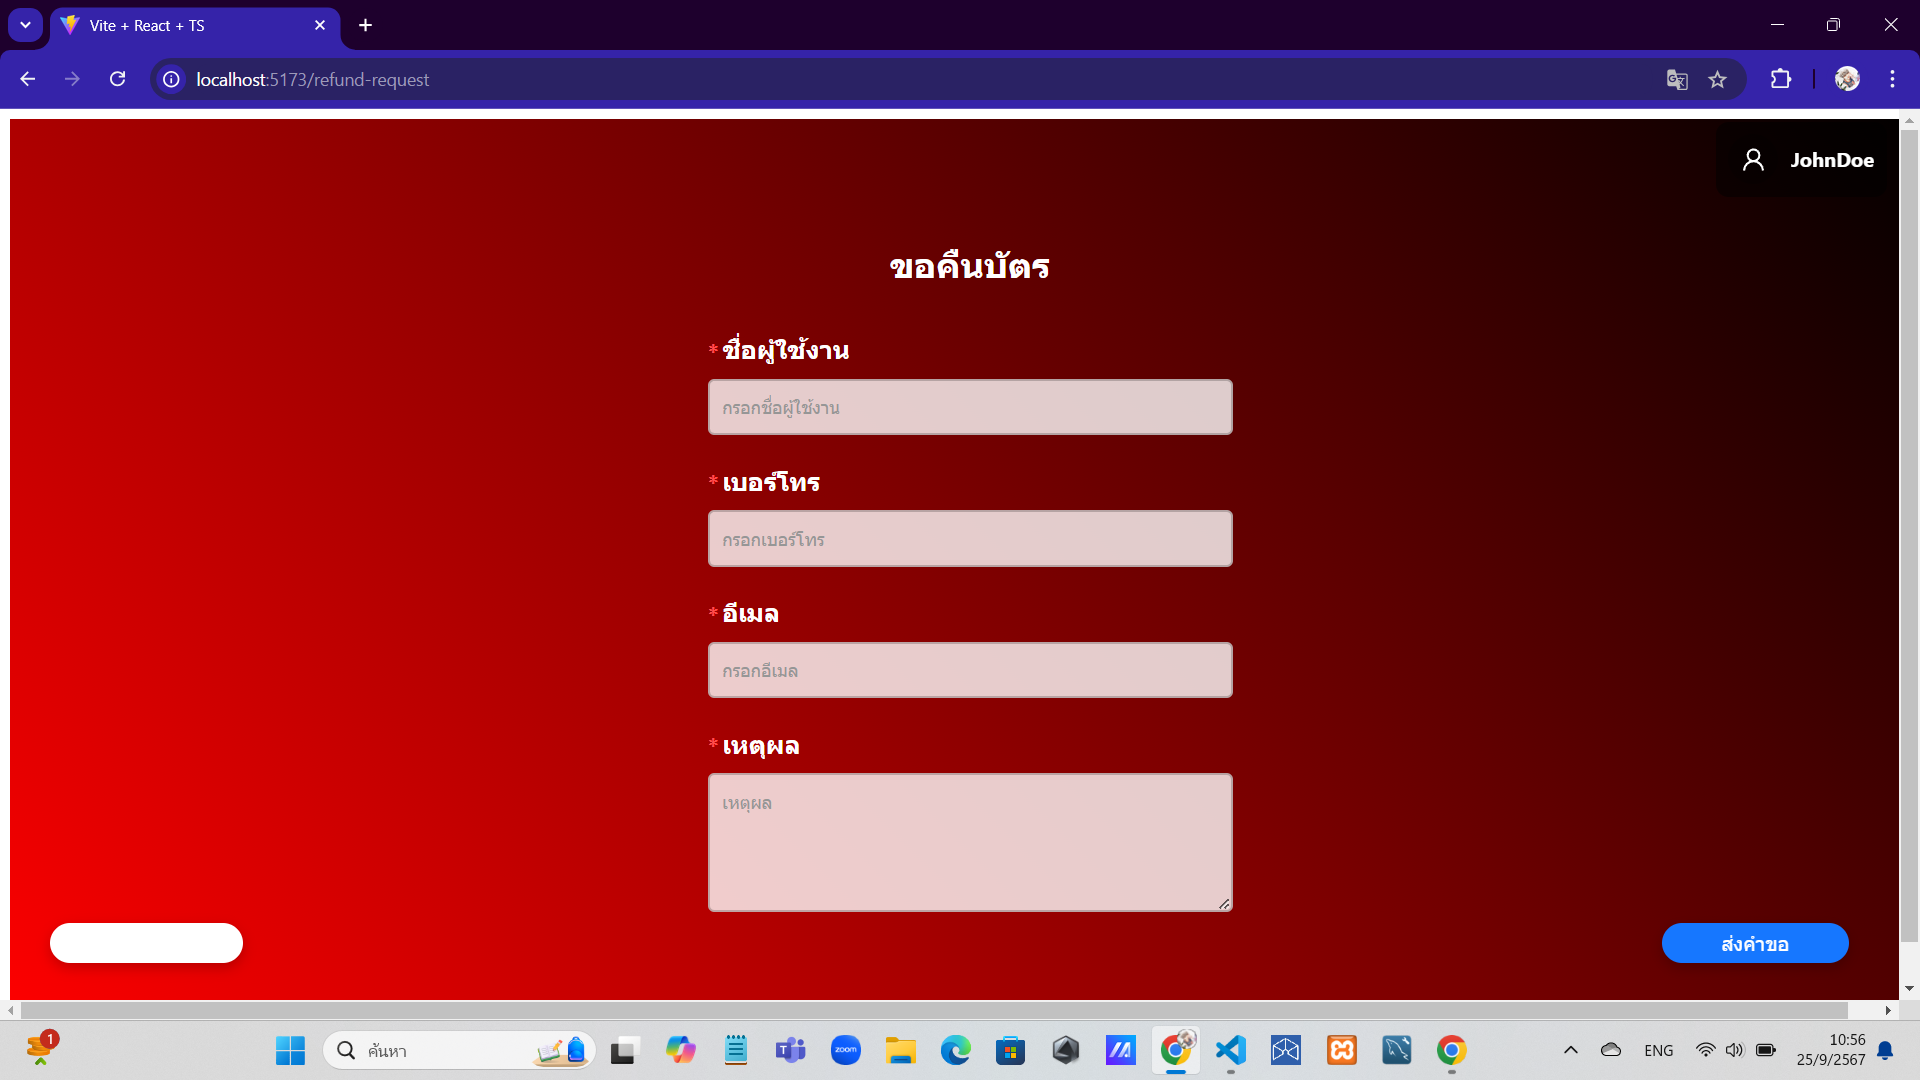 Vite + React + TS
localhost:5173/refund-request
JohnDoe
ขอคืนบัตร
* ชื่อผู้ใช้งาน
กรอกชื่อผู้ใช้งาน
* เบอร์โทร
กรอกเบอร์โทร
* อีเมล
กรอกอีเมล
* เหตุผล
เหตุผล
ส่งคำขอ
1
ค้นหา
zoom
ENG
10:56
25/9/2567